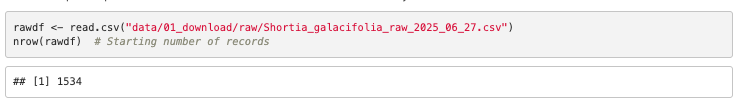 rawdf <- read.csv("data/01_download/raw/Shortia_galacifolia_raw_2025_06_27.csv")
nrow(rawdf)  # Starting number of records
## [1] 1534